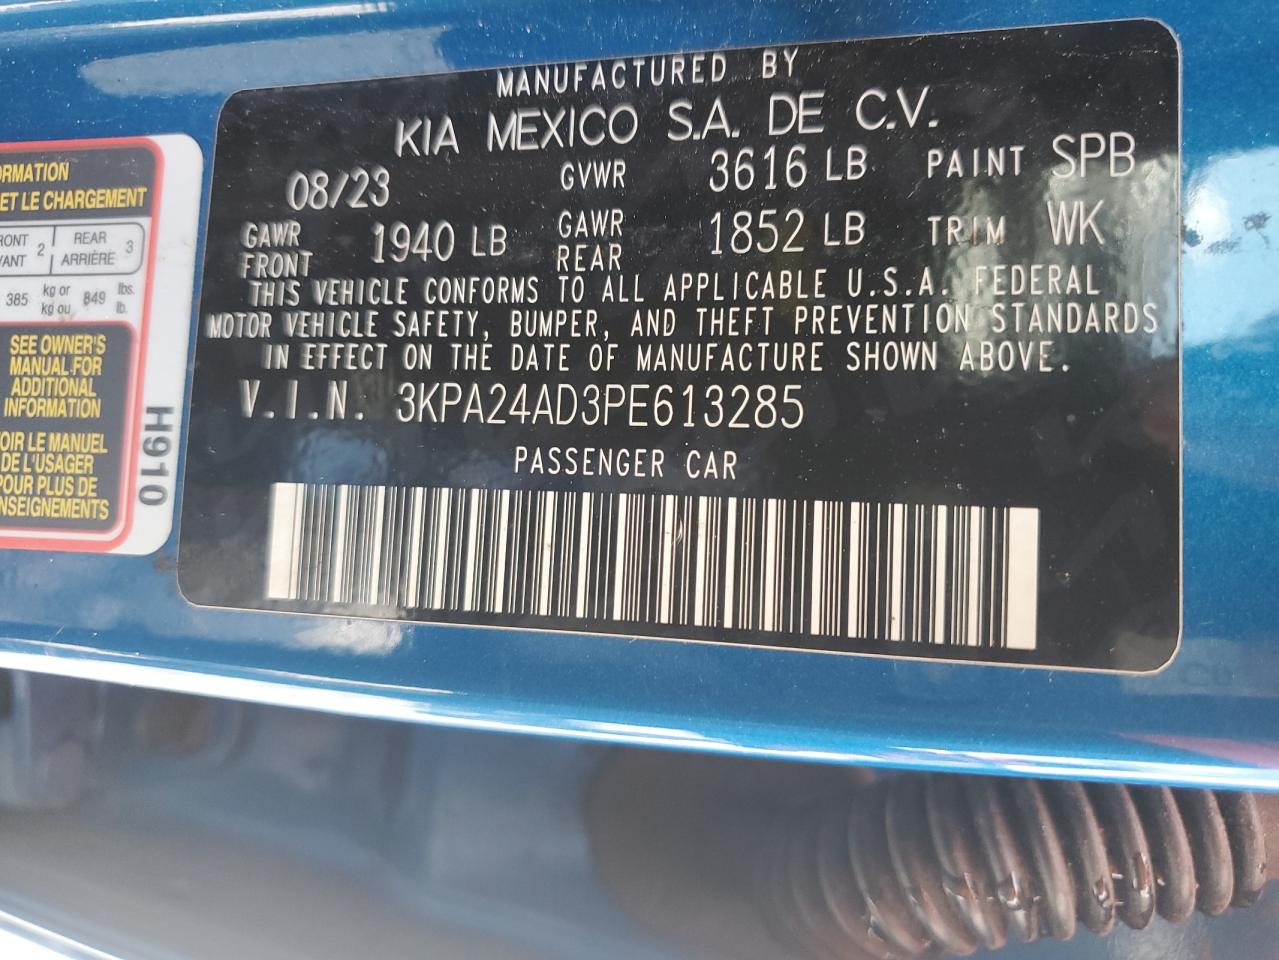 MANUFACTURED BY
KIA MEXICO S.A. DE C.V.
08/23 GVWR 3616 LB PAINT SPB
GAWR FRONT 1940 LB GAWR REAR 1852 LB TRIM WK
THIS VEHICLE CONFORMS TO ALL APPLICABLE U.S.A. FEDERAL
MOTOR VEHICLE SAFETY, BUMPER, AND THEFT PREVENTION STANDARDS
IN EFFECT ON THE DATE OF MANUFACTURE SHOWN ABOVE.
V.I.N. 3KPA24AD3PE613285
PASSENGER CAR
RMATION
ET LE CHARGEMENT
RONT
VANT 2
REAR
ARRIÈRE 3
385 kg or
kg ou 849 lbs.
lb.
SEE OWNER'S
MANUAL FOR
ADDITIONAL
INFORMATION
OIR LE MANUEL
DE L'USAGER
POUR PLUS DE
NSEIGNEMENTS
H910